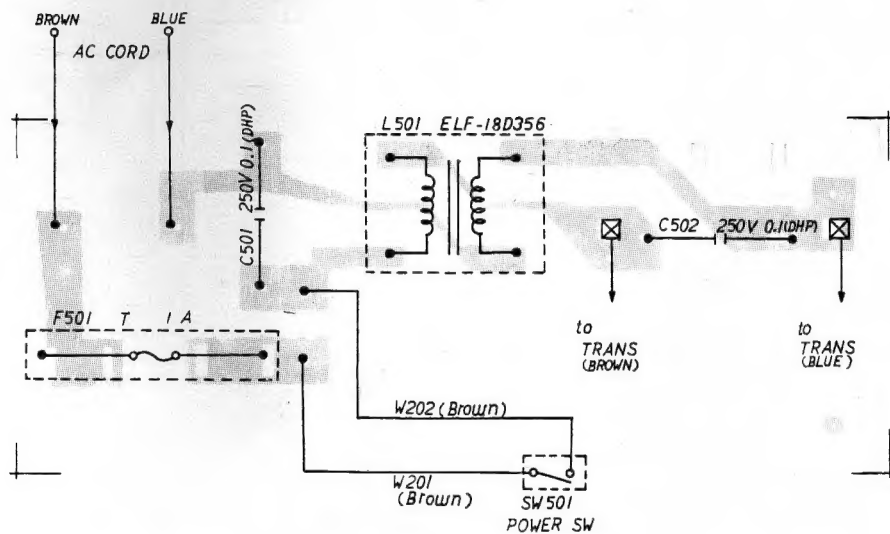 BROWN
BLUE
AC CORD
250V 0.1(DHP)
C501
L501 ELF-18D356
C502 250V 0.1(DHP)
F501 T 1A
to
TRANS
(BROWN)
to
TRANS
(BLUE)
W202 (Brown)
W201
(Brown)
SW501
POWER SW